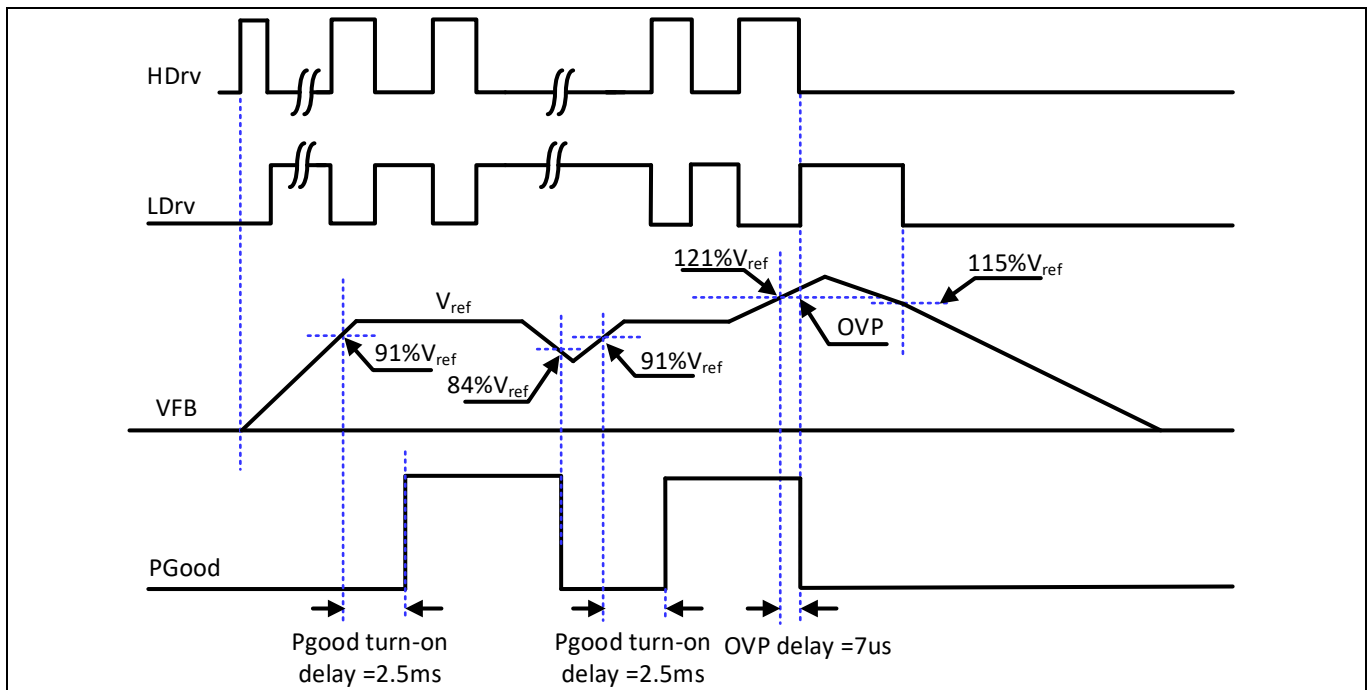 HDrv
LDrv
121%Vref
115%Vref
Vref
OVP
91%Vref
84%Vref
91%Vref
VFB
PGood
Pgood turn-on
delay =2.5ms
Pgood turn-on
delay =2.5ms
OVP delay =7us